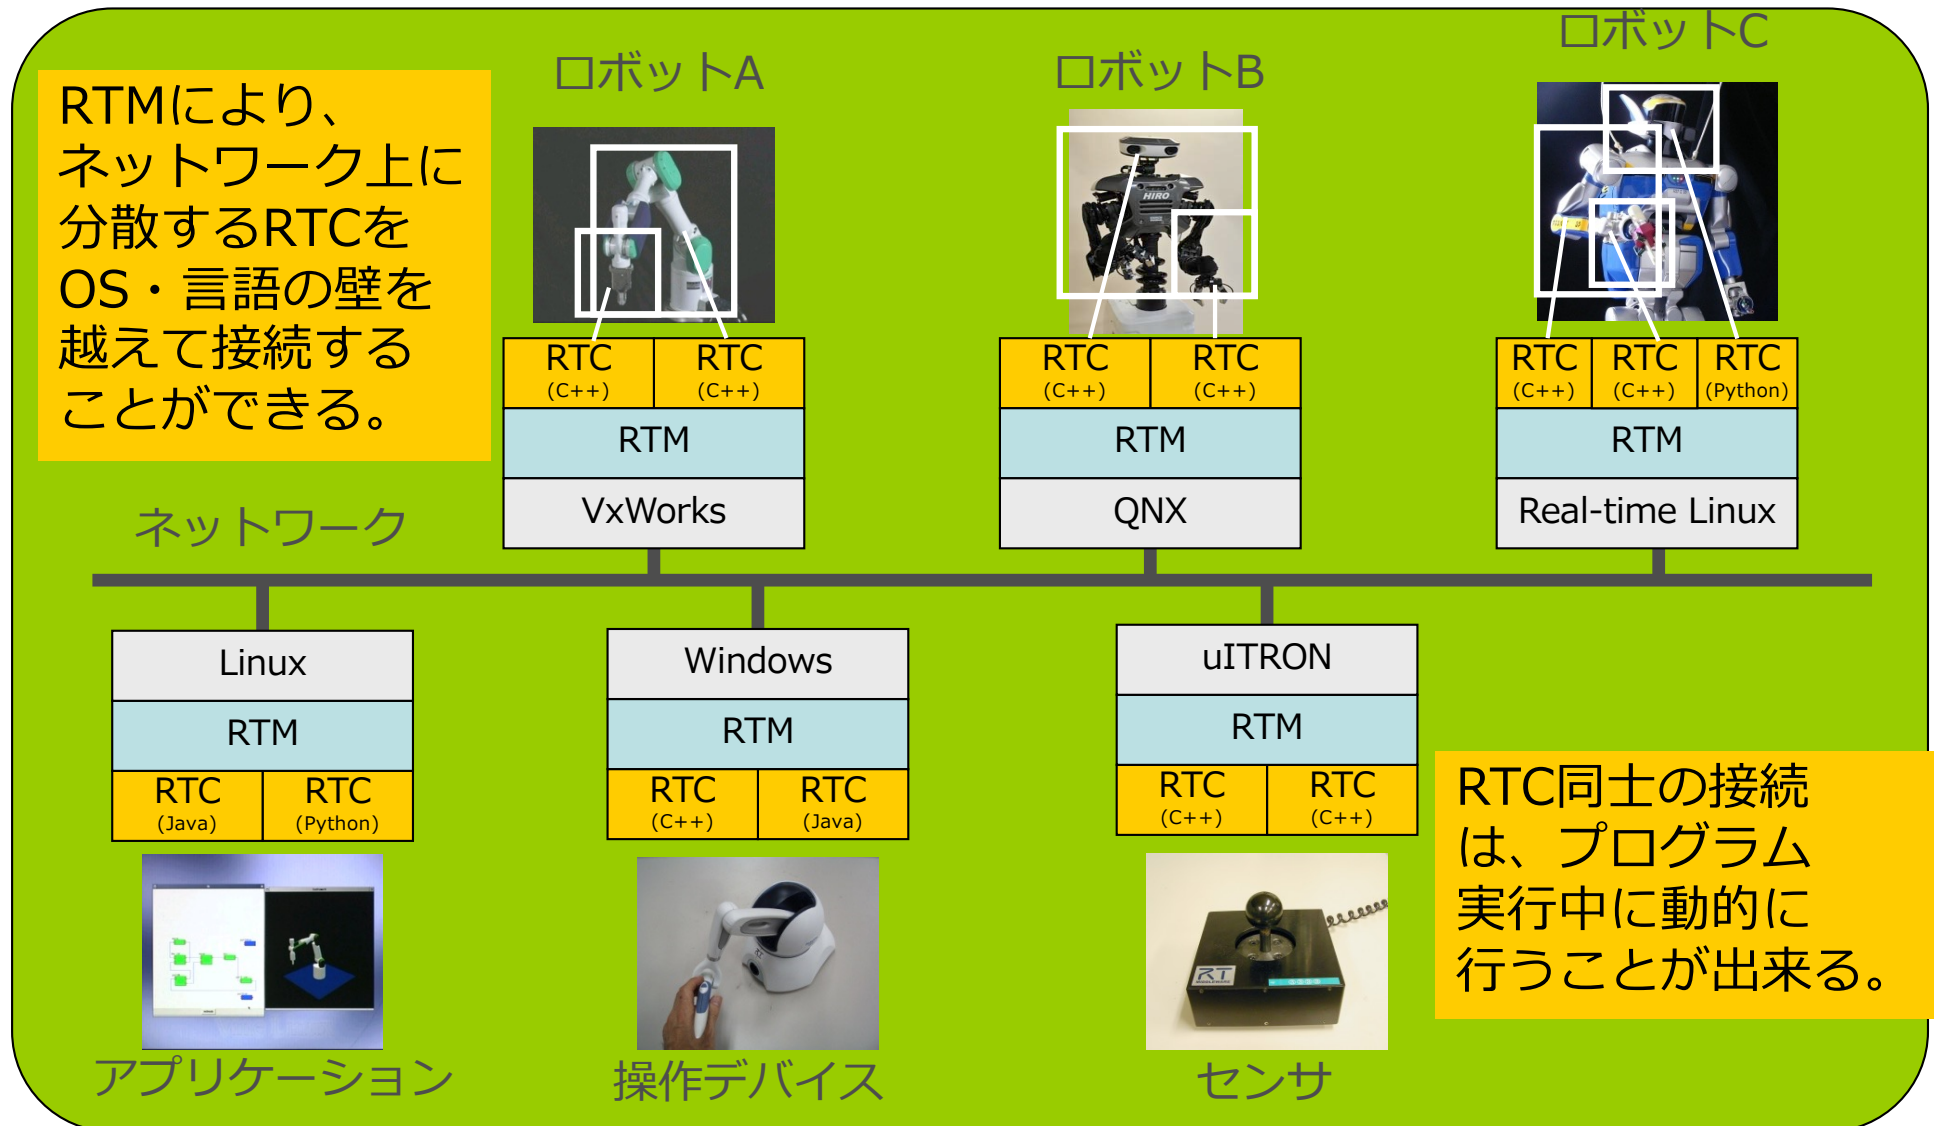 ロボットA
ロボットB
ロボットC
RTMにより、
ネットワーク上に
分散するRTCを
OS・言語の壁を
越えて接続する
ことができる。
HIRO
RTC
(C++)
RTC
(C++)
RTM
VxWorks
RTC
(C++)
RTC
(C++)
RTM
QNX
RTC
(C++)
RTC
(C++)
RTC
(Python)
RTM
Real-time Linux
ネットワーク
Linux
RTM
RTC
(Java)
RTC
(Python)
アプリケーション
Windows
RTM
RTC
(C++)
RTC
(Java)
操作デバイス
uITRON
RTM
RTC
(C++)
RTC
(C++)
RT
センサ
RTC同士の接続
は、プログラム
実行中に動的に
行うことが出来る。